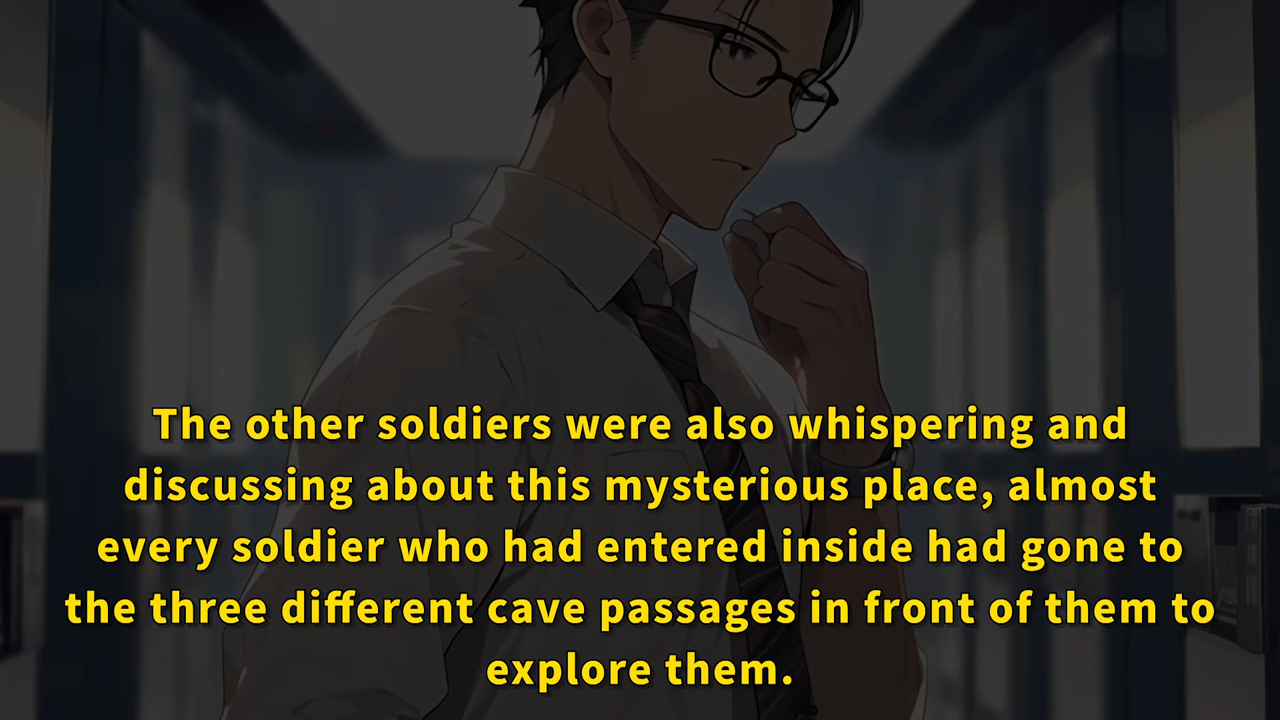 The other soldiers were also whispering and
discussing about this mysterious place, almost
every soldier who had entered inside had gone to
the three different cave passages in front of them to
explore them.